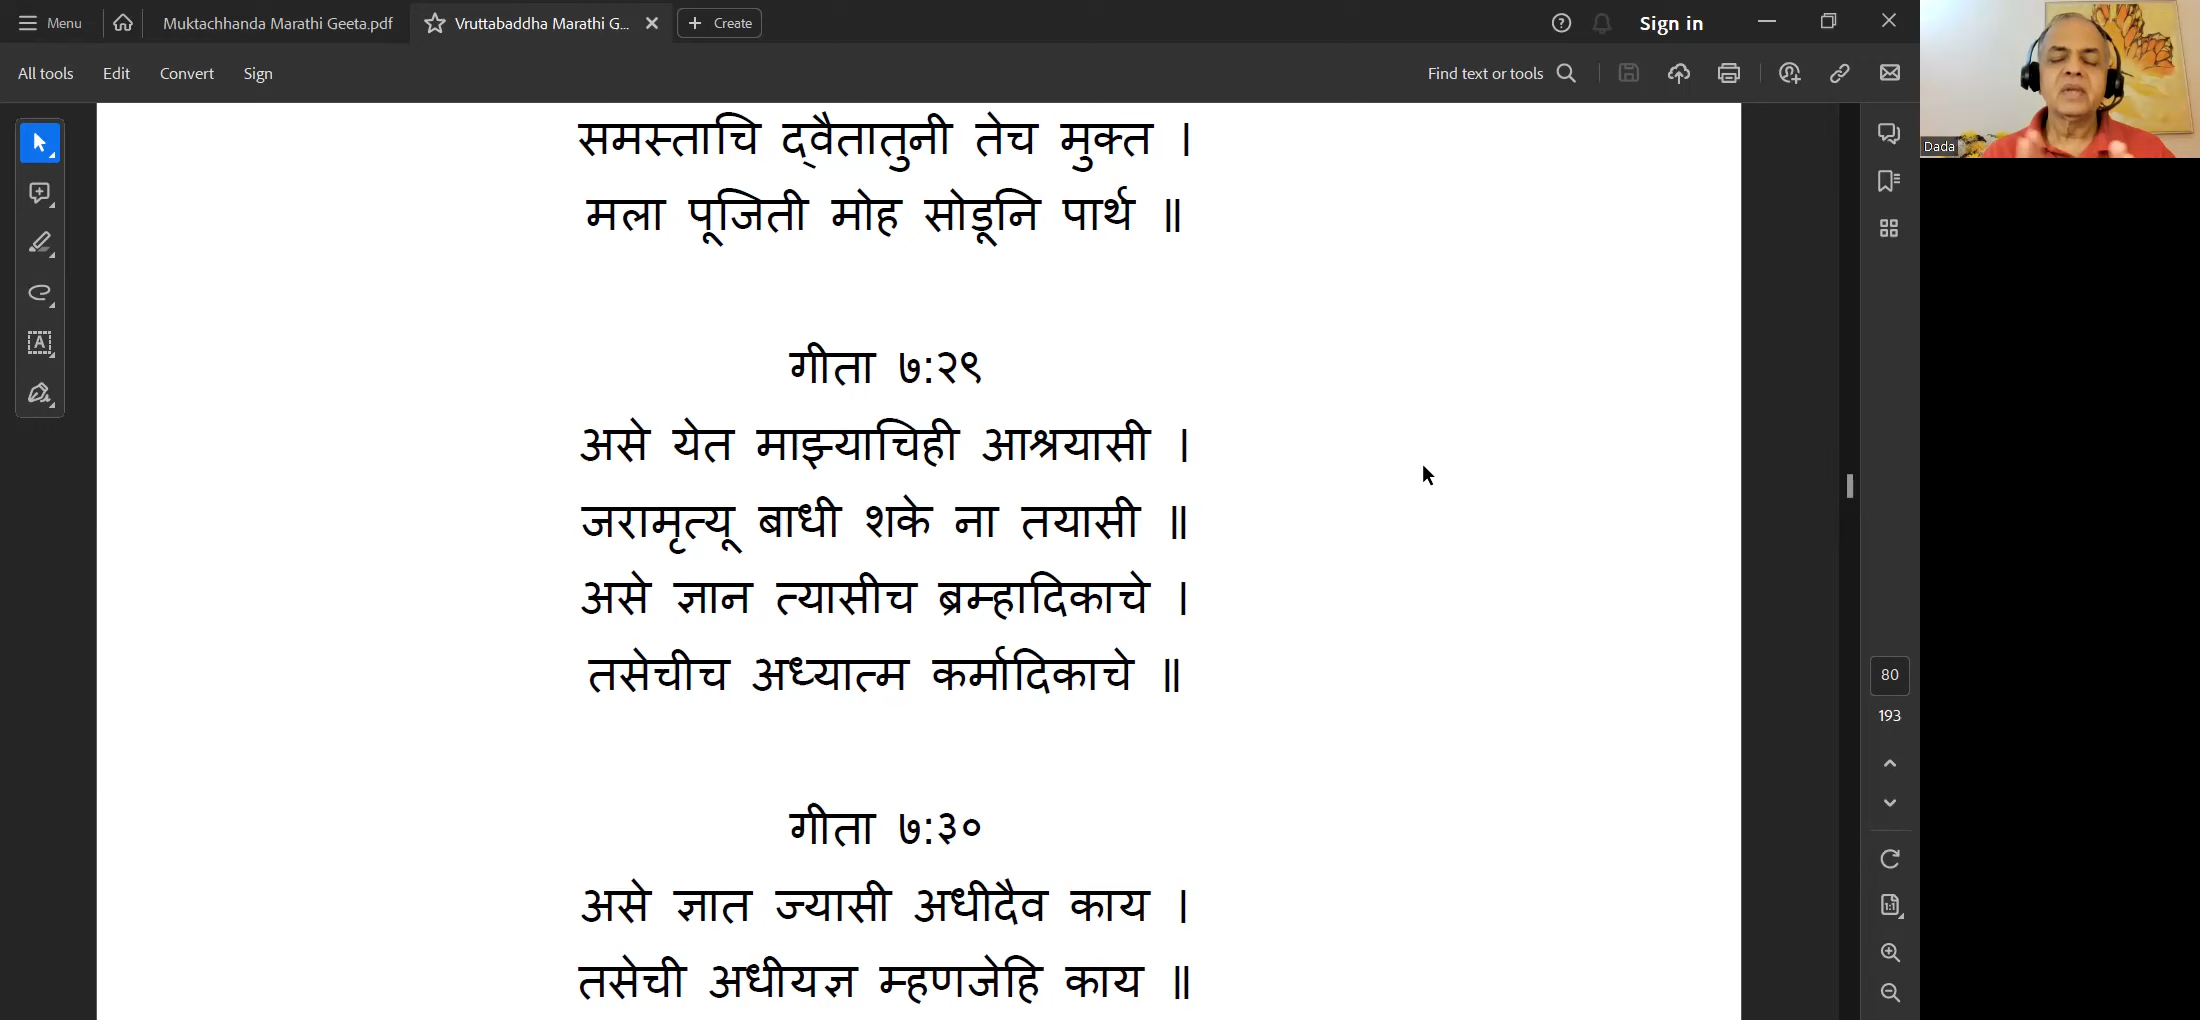 Menu
Muktachhanda Marathi Geeta.pdf
Vruttabaddha Marathi G...
Create
Sign in
All tools
Edit
Convert
Sign
Find text or tools
Dada
समस्ताचि द्वैतातुनी तेच मुक्त ।
मला पूजिती मोह सोडूनि पार्थ ॥
गीता ७:२९
असे येत माझ्याचिही आश्रयासी ।
जरामृत्यू बाधी शके ना तयासी ॥
असे ज्ञान त्यासीच ब्रम्हादिकाचे ।
तसेचीच अध्यात्म कर्मादिकाचे ॥
गीता ७:३०
असे ज्ञात ज्यासी अधीदैव काय ।
तसेची अधीयज्ञ म्हणजेहि काय ॥
80
193